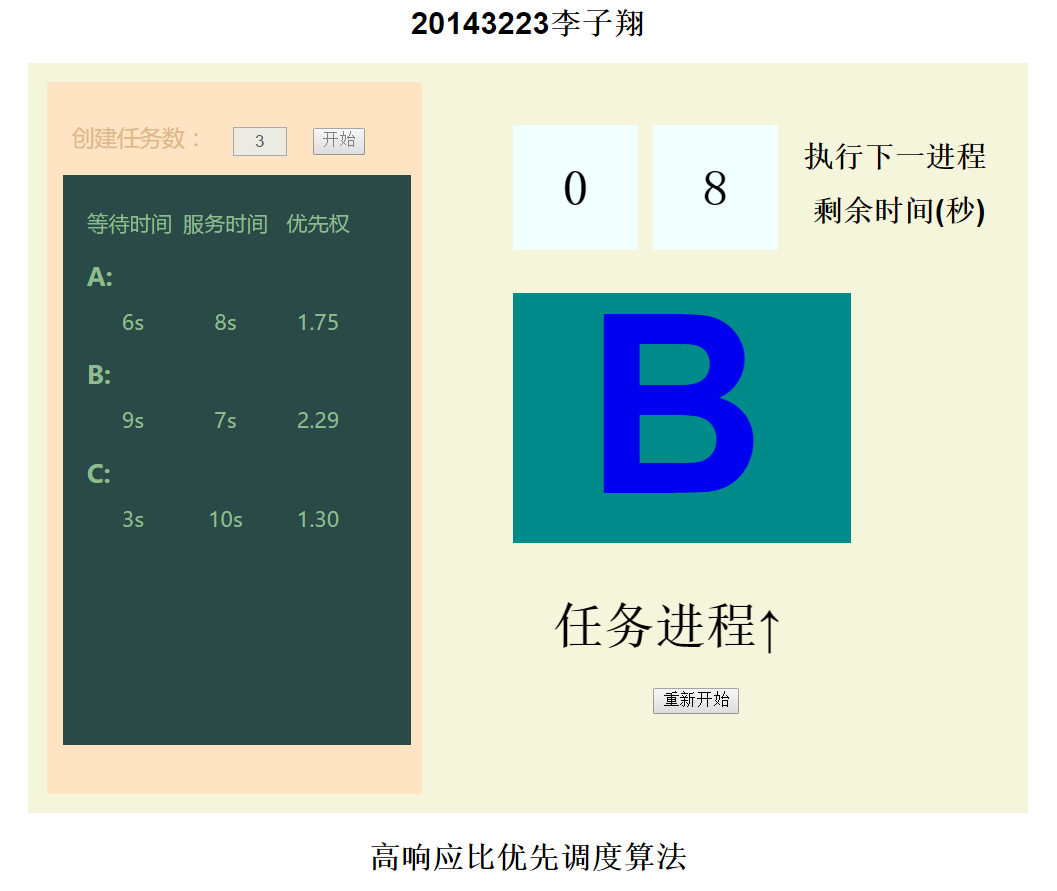 20143223李子翔
创建任务数： 3 开始
等待时间 服务时间 优先权
A:
6s 8s 1.75
B:
9s 7s 2.29
C:
3s 10s 1.30
0 8
执行下一进程
剩余时间(秒)
B
任务进程↑
重新开始
高响应比优先调度算法